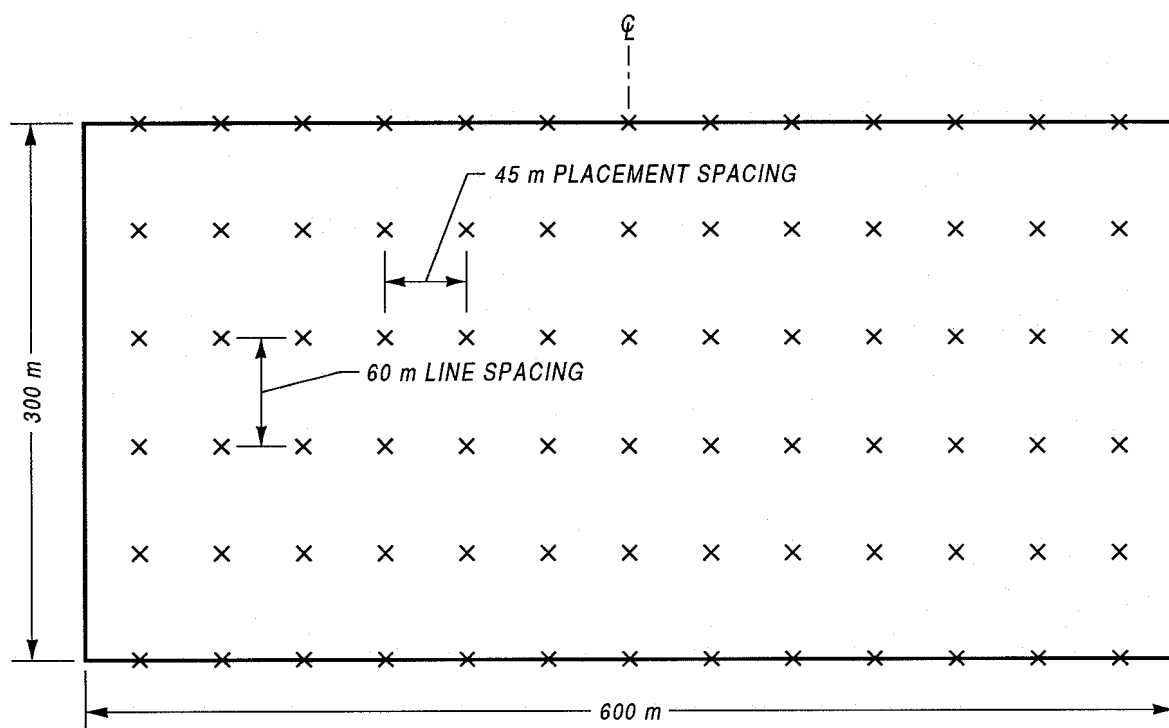 ℄
45 m PLACEMENT SPACING
60 m LINE SPACING
300 m
600 m